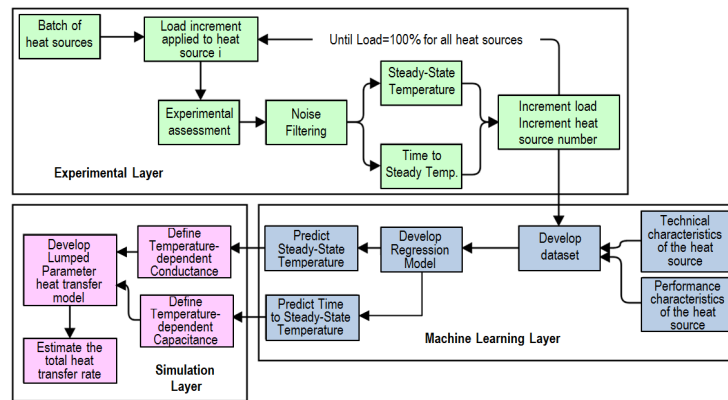 Batch of
heat sources
Load increment
applied to heat
source i
Until Load=100% for all heat sources
Steady-State
Temperature
Experimental
assessment
Noise
Filtering
Increment load
Increment heat
source number
Time to
Steady Temp.
Experimental Layer
Develop
Lumped
Parameter
heat transfer
model
Define
Temperature-
dependent
Conductance
Predict
Steady-State
Temperature
Develop
Regression
Model
Develop
dataset
Technical
characteristics
of the heat
source
Define
Temperature-
dependent
Capacitance
Predict Time
to Steady-State
Temperature
Performance
characteristics
of the heat
source
Estimate the
total heat
transfer rate
Simulation
Layer
Machine Learning Layer